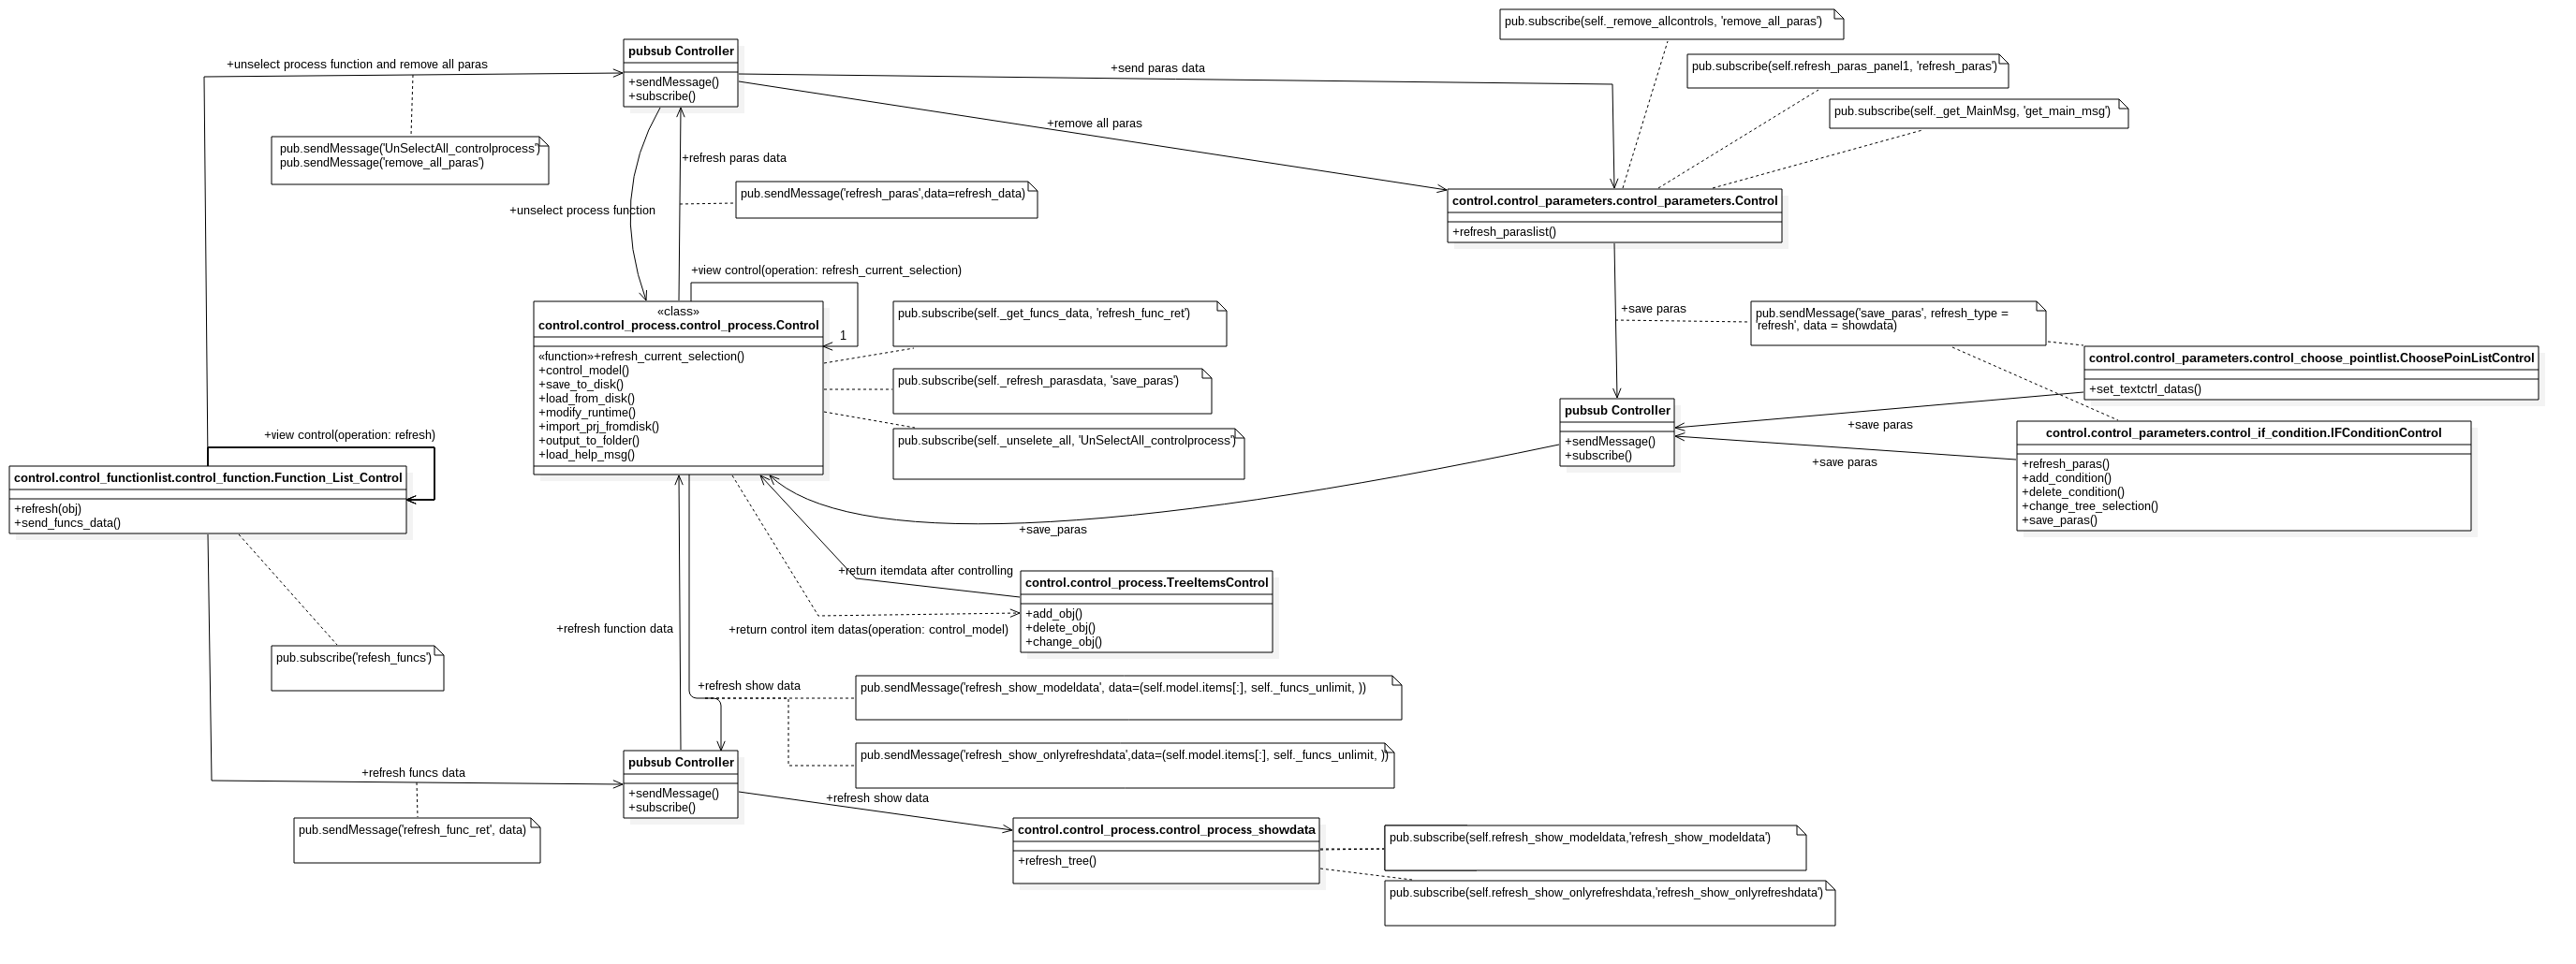 pub.subscribe(self._remove_allcontrols, 'remove_all_paras')
pubsub Controller
+sendMessage()
+subscribe()
+unselect process function and remove all paras
+send paras data
pub.subscribe(self.refresh_paras_panel1, 'refresh_paras')
pub.subscribe(self._get_MainMsg, 'get_main_msg')
+remove all paras
pub.sendMessage('UnSelectAll_controlprocess')
pub.sendMessage('remove_all_paras')
+refresh paras data
pub.sendMessage('refresh_paras',data=refresh_data)
+unselect process function
control.control_parameters.control_parameters.Control
+refresh_paraslist()
+view control(operation: refresh_current_selection)
1
«class»
control.control_process.control_process.Control
«function»+refresh_current_selection()
+control_model()
+save_to_disk()
+load_from_disk()
+modify_runtime()
+import_prj_fromdisk()
+output_to_folder()
+load_help_msg()
pub.subscribe(self._get_funcs_data, 'refresh_func_ret')
pub.subscribe(self._refresh_parasdata, 'save_paras')
pub.subscribe(self._unselete_all, 'UnSelectAll_controlprocess')
+save paras
pub.sendMessage('save_paras', refresh_type =
'refresh', data = showdata)
control.control_parameters.control_choose_pointlist.ChoosePoinListControl
+set_textctrl_datas()
pubsub Controller
+sendMessage()
+subscribe()
+save paras
+save paras
control.control_parameters.control_if_condition.IFConditionControl
+refresh_paras()
+add_condition()
+delete_condition()
+change_tree_selection()
+save_paras()
+view control(operation: refresh)
control.control_functionlist.control_function.Function_List_Control
+refresh(obj)
+send_funcs_data()
+save_paras
+return itemdata after controlling
control.control_process.TreeItemsControl
+add_obj()
+delete_obj()
+change_obj()
+return control item datas(operation: control_model)
+refresh function data
pub.subscribe('refesh_funcs')
+refresh show data
pub.sendMessage('refresh_show_modeldata', data=(self.model.items[:], self._funcs_unlimit, ))
pub.sendMessage('refresh_show_onlyrefreshdata',data=(self.model.items[:], self._funcs_unlimit, ))
pubsub Controller
+sendMessage()
+subscribe()
+refresh funcs data
pub.sendMessage('refresh_func_ret', data)
+refresh show data
control.control_process.control_process_showdata
+refresh_tree()
pub.subscribe(self.refresh_show_modeldata,'refresh_show_modeldata')
pub.subscribe(self.refresh_show_onlyrefreshdata,'refresh_show_onlyrefreshdata')